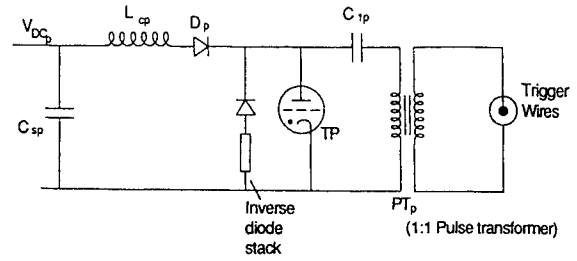 V_DCp
L_cp
D_p
C_1p
C_sp
TP
Trigger
Wires
PT_p
(1:1 Pulse transformer)
Inverse
diode
stack